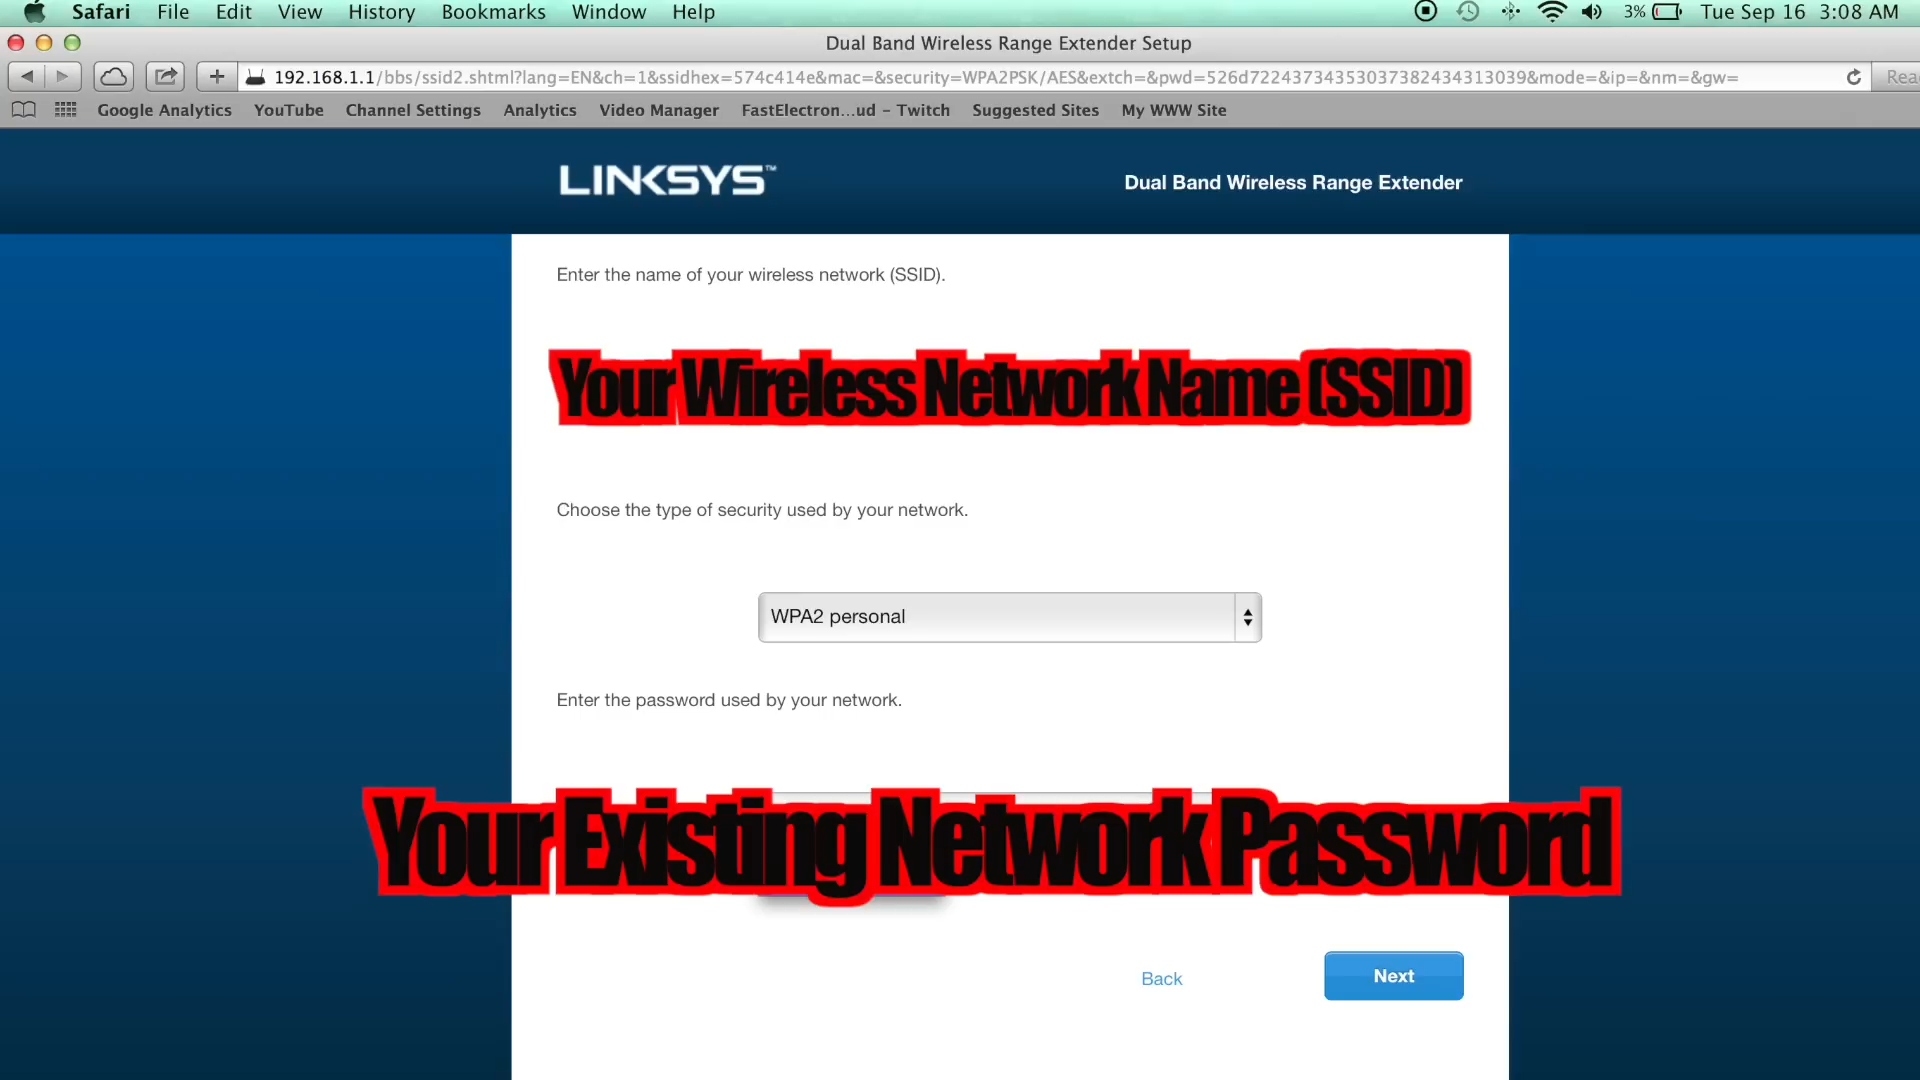 Safari File Edit View History Bookmarks Window Help 3% Tue Sep 16 3:08 AM
Dual Band Wireless Range Extender Setup
192.168.1.1/bbs/ssid2.shtml?lang=EN&ch=1&ssidhex=574c414e&mac=&security=WPA2PSK/AES&extch=&pwd=526d72243734353037382434313039&mode=&ip=&nm=&gw= Rea
Google Analytics YouTube Channel Settings Analytics Video Manager FastElectron...ud – Twitch Suggested Sites My WWW Site
LINKSYS™ Dual Band Wireless Range Extender
Enter the name of your wireless network (SSID).
Your Wireless Network Name (SSID)
Choose the type of security used by your network.
WPA2 personal
Enter the password used by your network.
Your Existing Network Password
Back Next